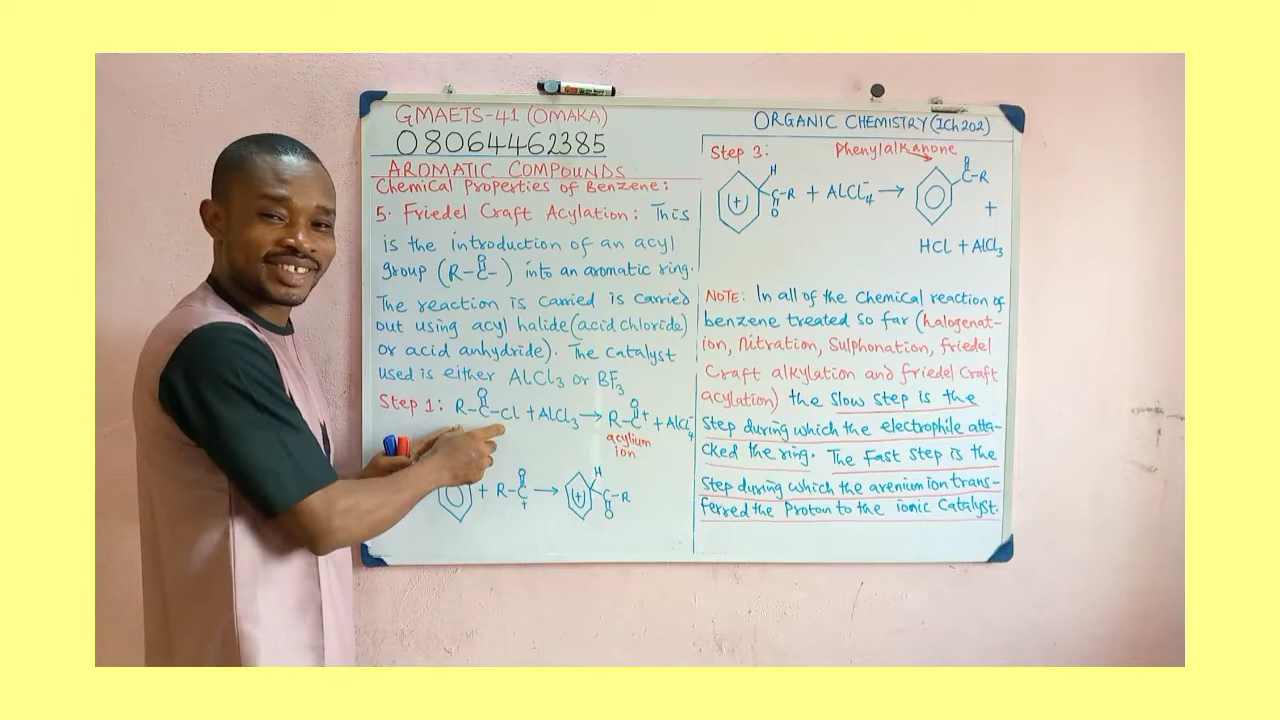 GMAETS-41 (OMAKA)
08064462385
AROMATIC COMPOUNDS
Chemical Properties of Benzene:
5. Friedel Craft Acylation: This
is the introduction of an acyl
group (R-C-) into an aromatic ring.
O
The reaction is carried is carried
out using acyl halide (acid chloride)
or acid anhydride). The catalyst
used is either AlCl3 or BF3
Step 1: R-C-Cl + AlCl3 → R-C+ + AlCl4-
O O
acylium
ion
+ R-C → H
O + C-R
+ O
ORGANIC CHEMISTRY (ICh202)
Step 3: Phenylalkanone
H
C-R + AlCl4- → C-R
O O
+
HCl + AlCl3
NOTE: In all of the chemical reaction of
benzene treated so far (halogenat-
ion, Nitration, Sulphonation, friedel
Craft alkylation and friedel Craft
acylation) the slow step is the
step during which the electrophile atta-
cked the ring. The fast step is the
step during which the arenium ion trans-
ferred the Proton to the ionic Catalyst.